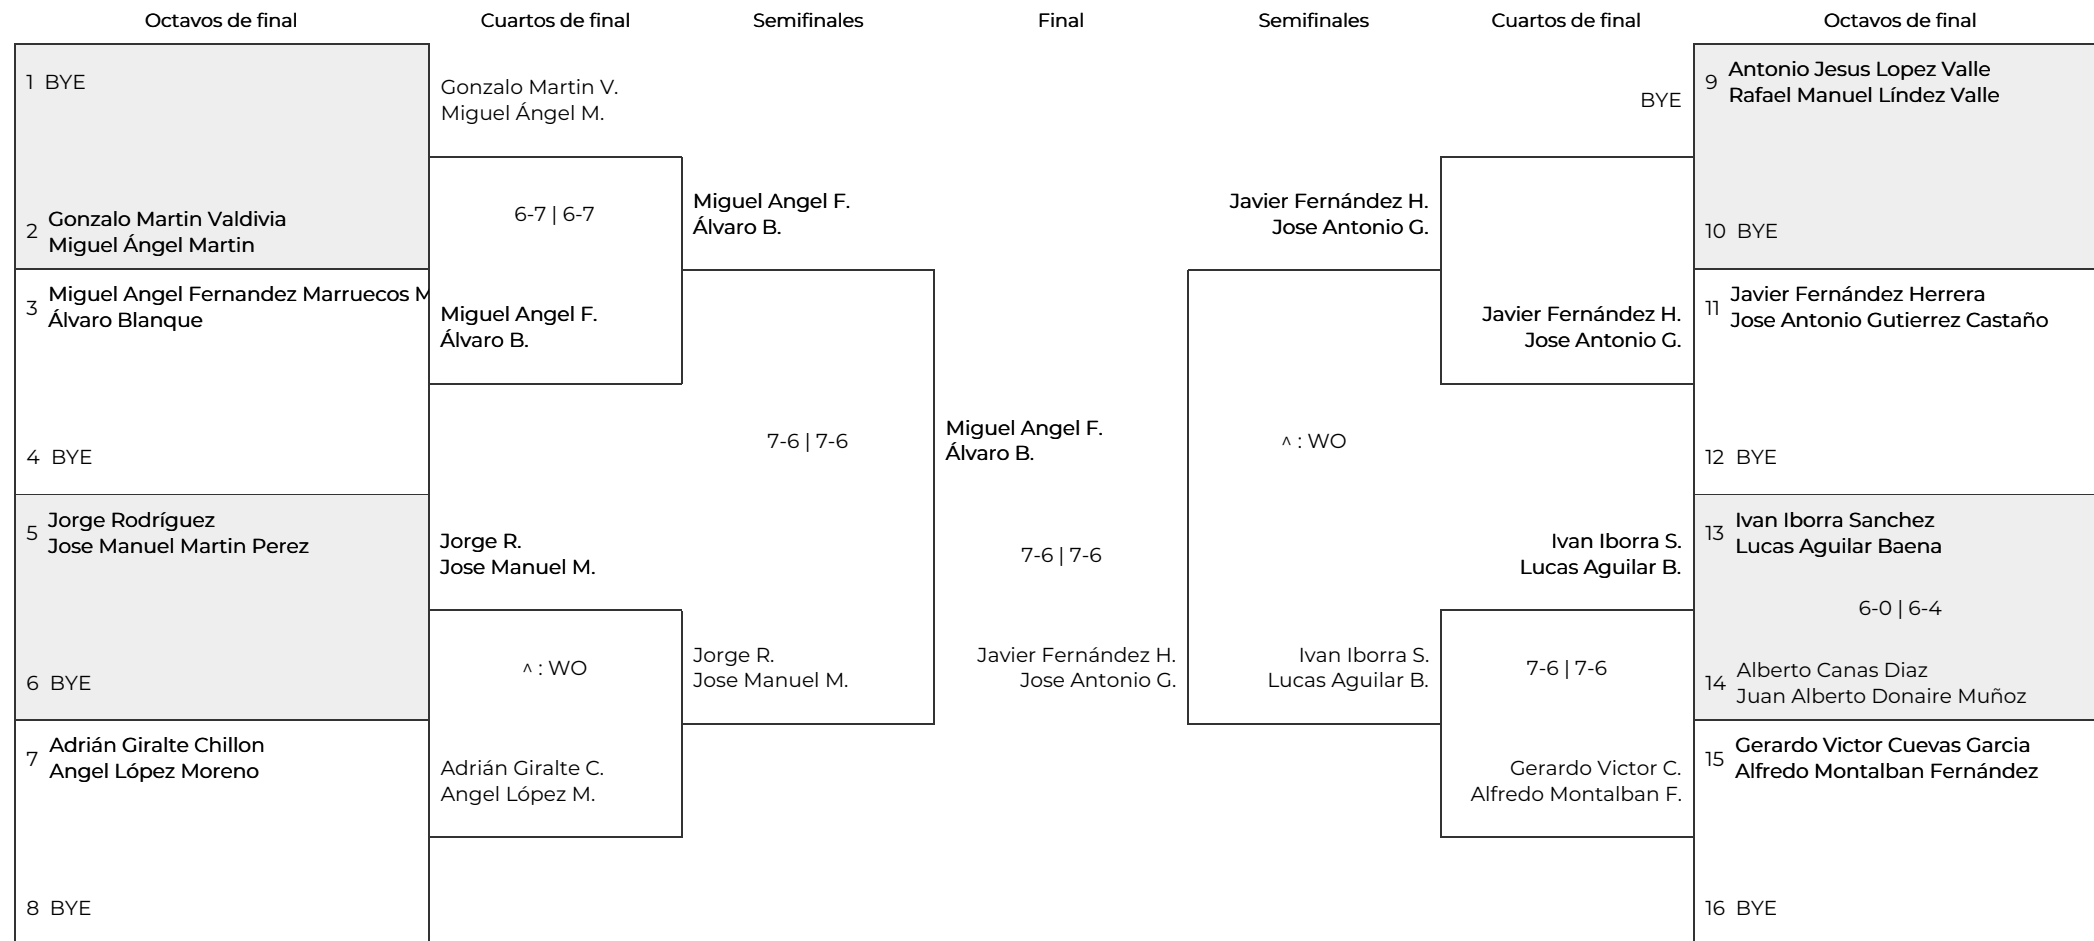 Octavos de final
Cuartos de final
Semifinales
Final
Semifinales
Cuartos de final
Octavos de final
1 BYE
2 Gonzalo Martin Valdivia
Miguel Ángel Martin
3 Miguel Angel Fernandez Marruecos M
Álvaro Blanque
4 BYE
5 Jorge Rodríguez
Jose Manuel Martin Perez
6 BYE
7 Adrián Giralte Chillon
Angel López Moreno
8 BYE
Gonzalo Martin V.
Miguel Ángel M.
6-7 | 6-7
Miguel Angel F.
Álvaro B.
Jorge R.
Jose Manuel M.
^ : WO
Adrián Giralte C.
Angel López M.
Miguel Angel F.
Álvaro B.
7-6 | 7-6
Jorge R.
Jose Manuel M.
Miguel Angel F.
Álvaro B.
7-6 | 7-6
Javier Fernández H.
Jose Antonio G.
Javier Fernández H.
Jose Antonio G.
^ : WO
Ivan Iborra S.
Lucas Aguilar B.
BYE
Javier Fernández H.
Jose Antonio G.
Ivan Iborra S.
Lucas Aguilar B.
7-6 | 7-6
Gerardo Victor C.
Alfredo Montalban F.
9 Antonio Jesus Lopez Valle
Rafael Manuel Líndez Valle
10 BYE
11 Javier Fernández Herrera
Jose Antonio Gutierrez Castaño
12 BYE
13 Ivan Iborra Sanchez
Lucas Aguilar Baena
6-0 | 6-4
14 Alberto Canas Diaz
Juan Alberto Donaire Muñoz
15 Gerardo Victor Cuevas Garcia
Alfredo Montalban Fernández
16 BYE